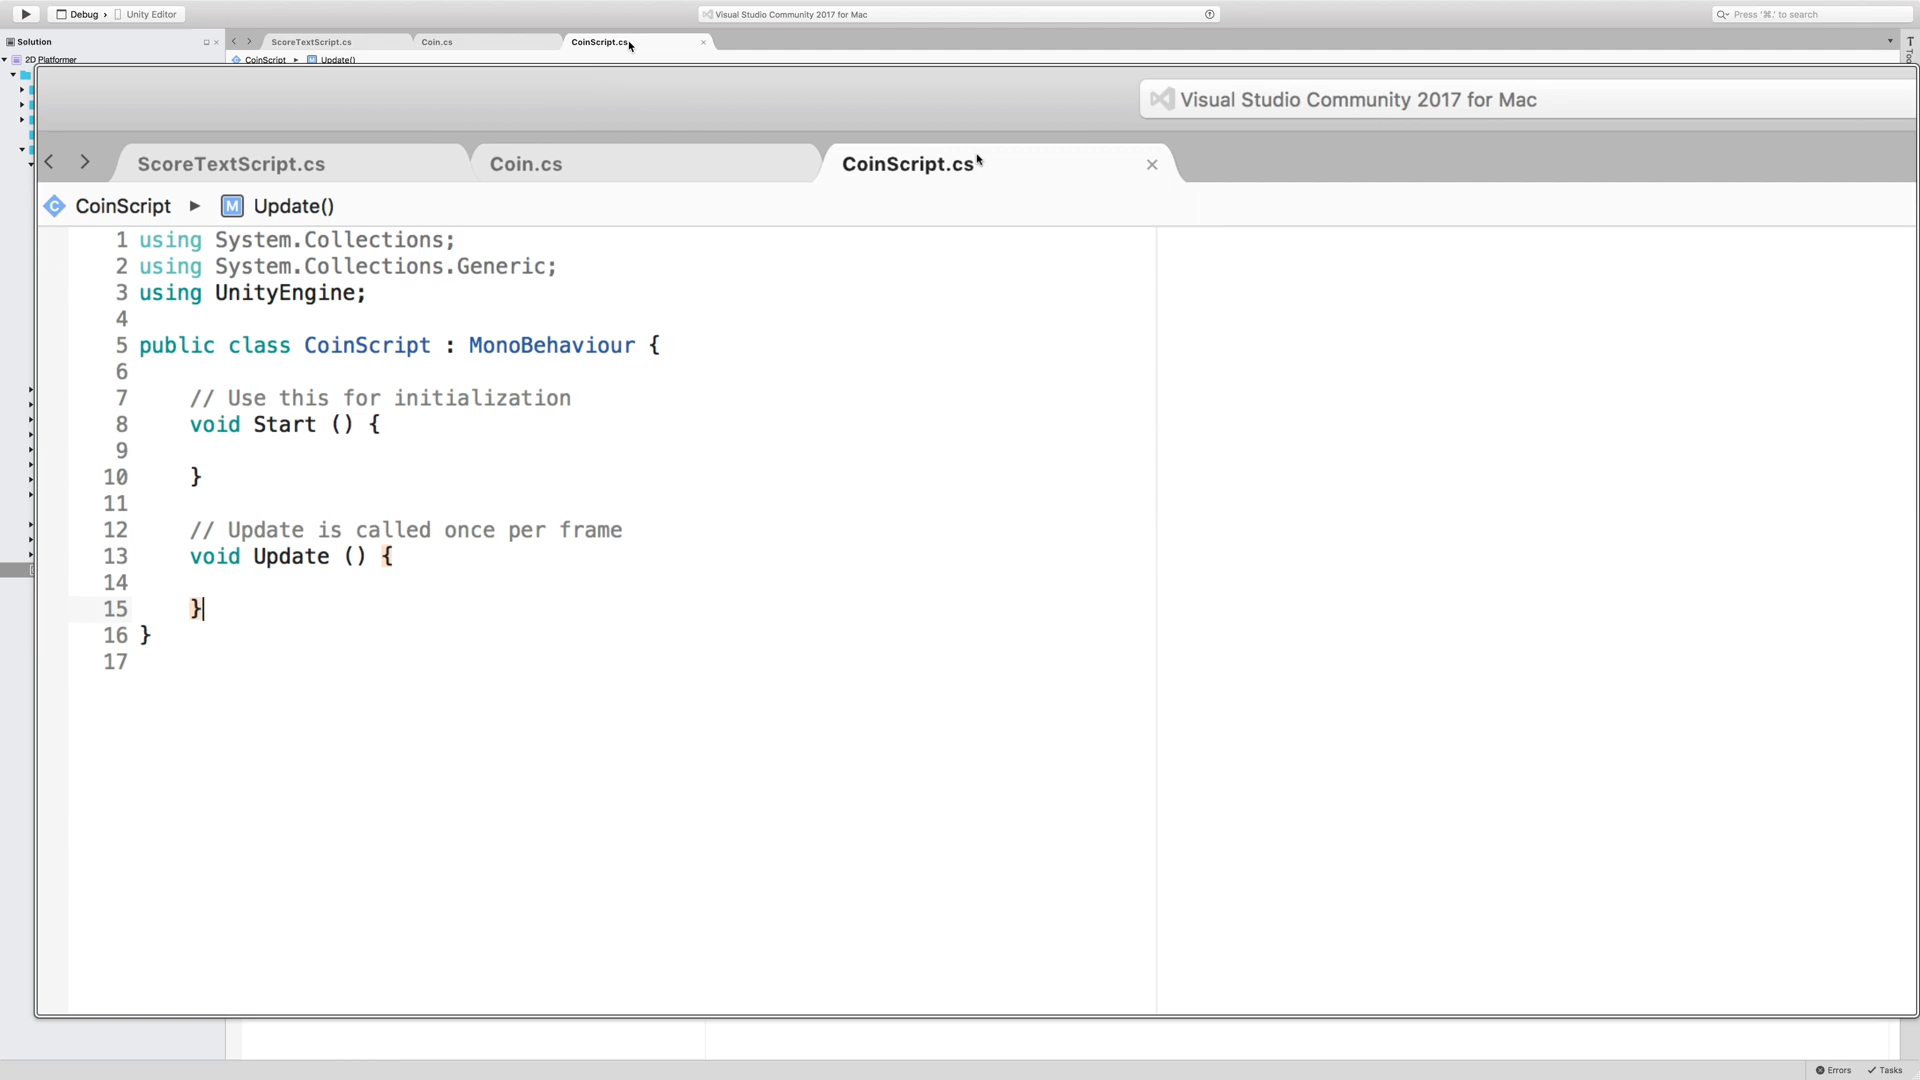 Debug › Unity Editor
Visual Studio Community 2017 for Mac
Press '⌘.' to search
Solution
ScoreTextScript.cs
Coin.cs
CoinScript.cs
2D Platformer
CoinScript ▸ M Update()
Visual Studio Community 2017 for Mac
ScoreTextScript.cs
Coin.cs
CoinScript.cs
C CoinScript ▸ M Update()
1 using System.Collections;
2 using System.Collections.Generic;
3 using UnityEngine;
4
5 public class CoinScript : MonoBehaviour {
6
7 // Use this for initialization
8 void Start () {
9
10 }
11
12 // Update is called once per frame
13 void Update () {
14
15 }
16 }
17
Errors
Tasks